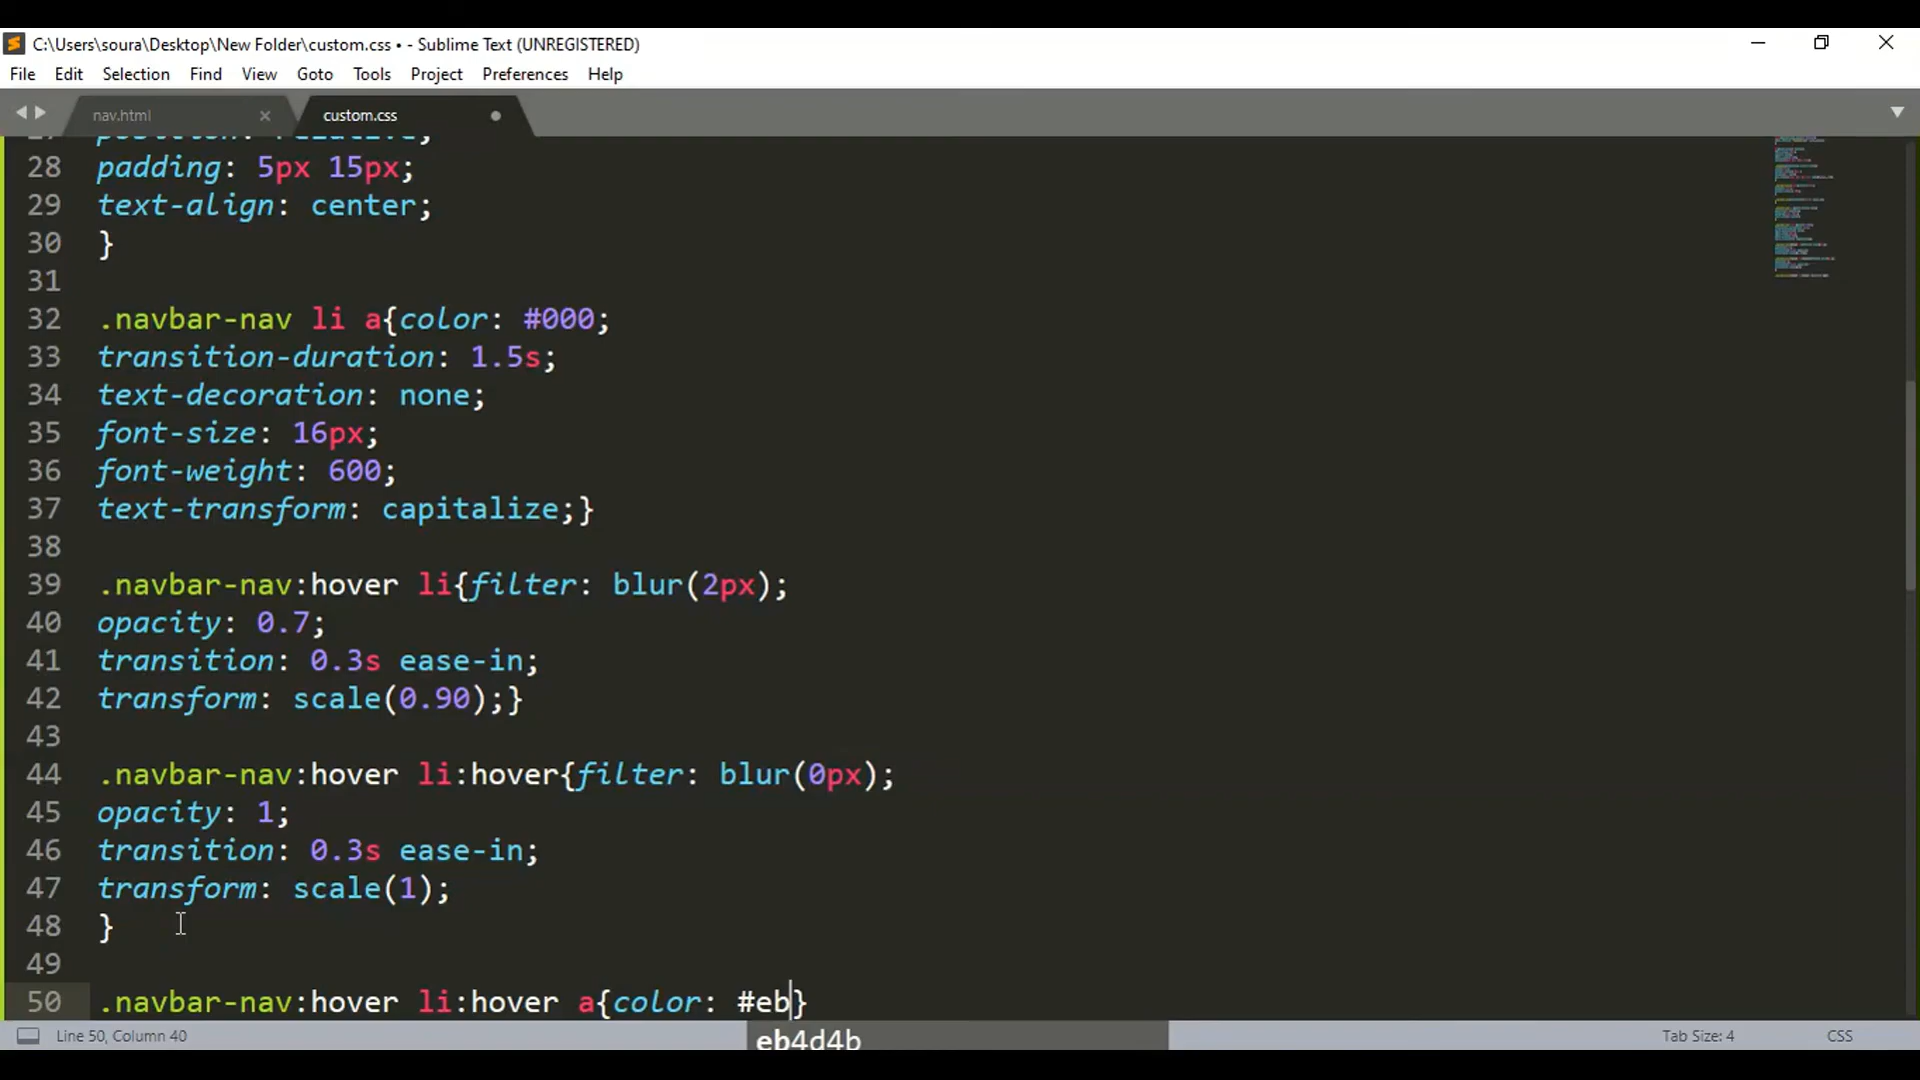 C:\Users\soura\Desktop\New Folder\custom.css • - Sublime Text (UNREGISTERED)
File Edit Selection Find View Goto Tools Project Preferences Help
nav.html custom.css
27 position: relative;
28 padding: 5px 15px;
29 text-align: center;
30 }
31
32 .navbar-nav li a{color: #000;
33 transition-duration: 1.5s;
34 text-decoration: none;
35 font-size: 16px;
36 font-weight: 600;
37 text-transform: capitalize;}
38
39 .navbar-nav:hover li{filter: blur(2px);
40 opacity: 0.7;
41 transition: 0.3s ease-in;
42 transform: scale(0.90);}
43
44 .navbar-nav:hover li:hover{filter: blur(0px);
45 opacity: 1;
46 transition: 0.3s ease-in;
47 transform: scale(1);
48 }
49
50 .navbar-nav:hover li:hover a{color: #eb}
eb4d4b
Line 50, Column 40 Tab Size: 4 CSS